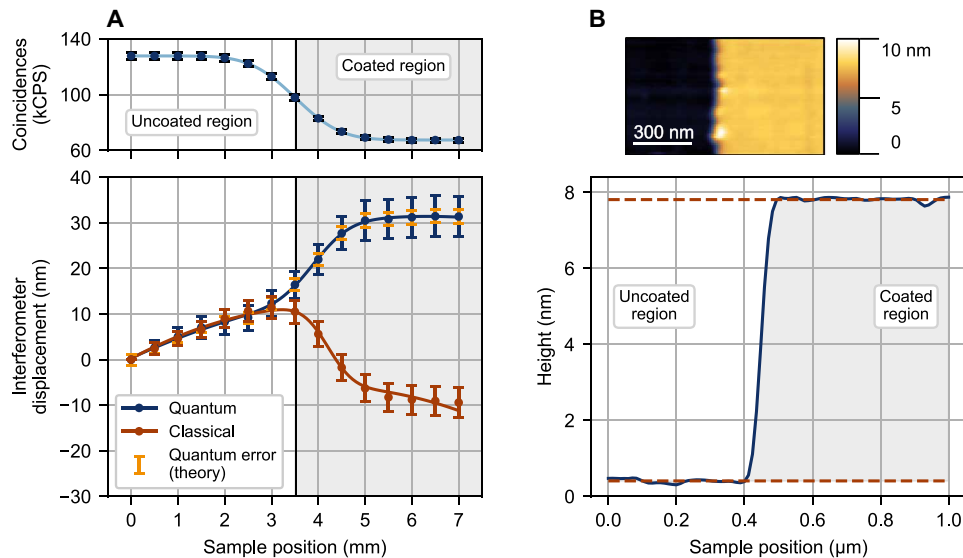 A
140
100
60
Coincidences
(kCPS)
Uncoated region
Coated region
40
30
20
10
0
−10
−20
−30
Interferometer
displacement (nm)
Quantum
Classical
Quantum error
(theory)
0 1 2 3 4 5 6 7
Sample position (mm)
B
300 nm
10 nm
5
0
8
6
4
2
0
Height (nm)
Uncoated
region
Coated
region
0.0 0.2 0.4 0.6 0.8 1.0
Sample position (μm)